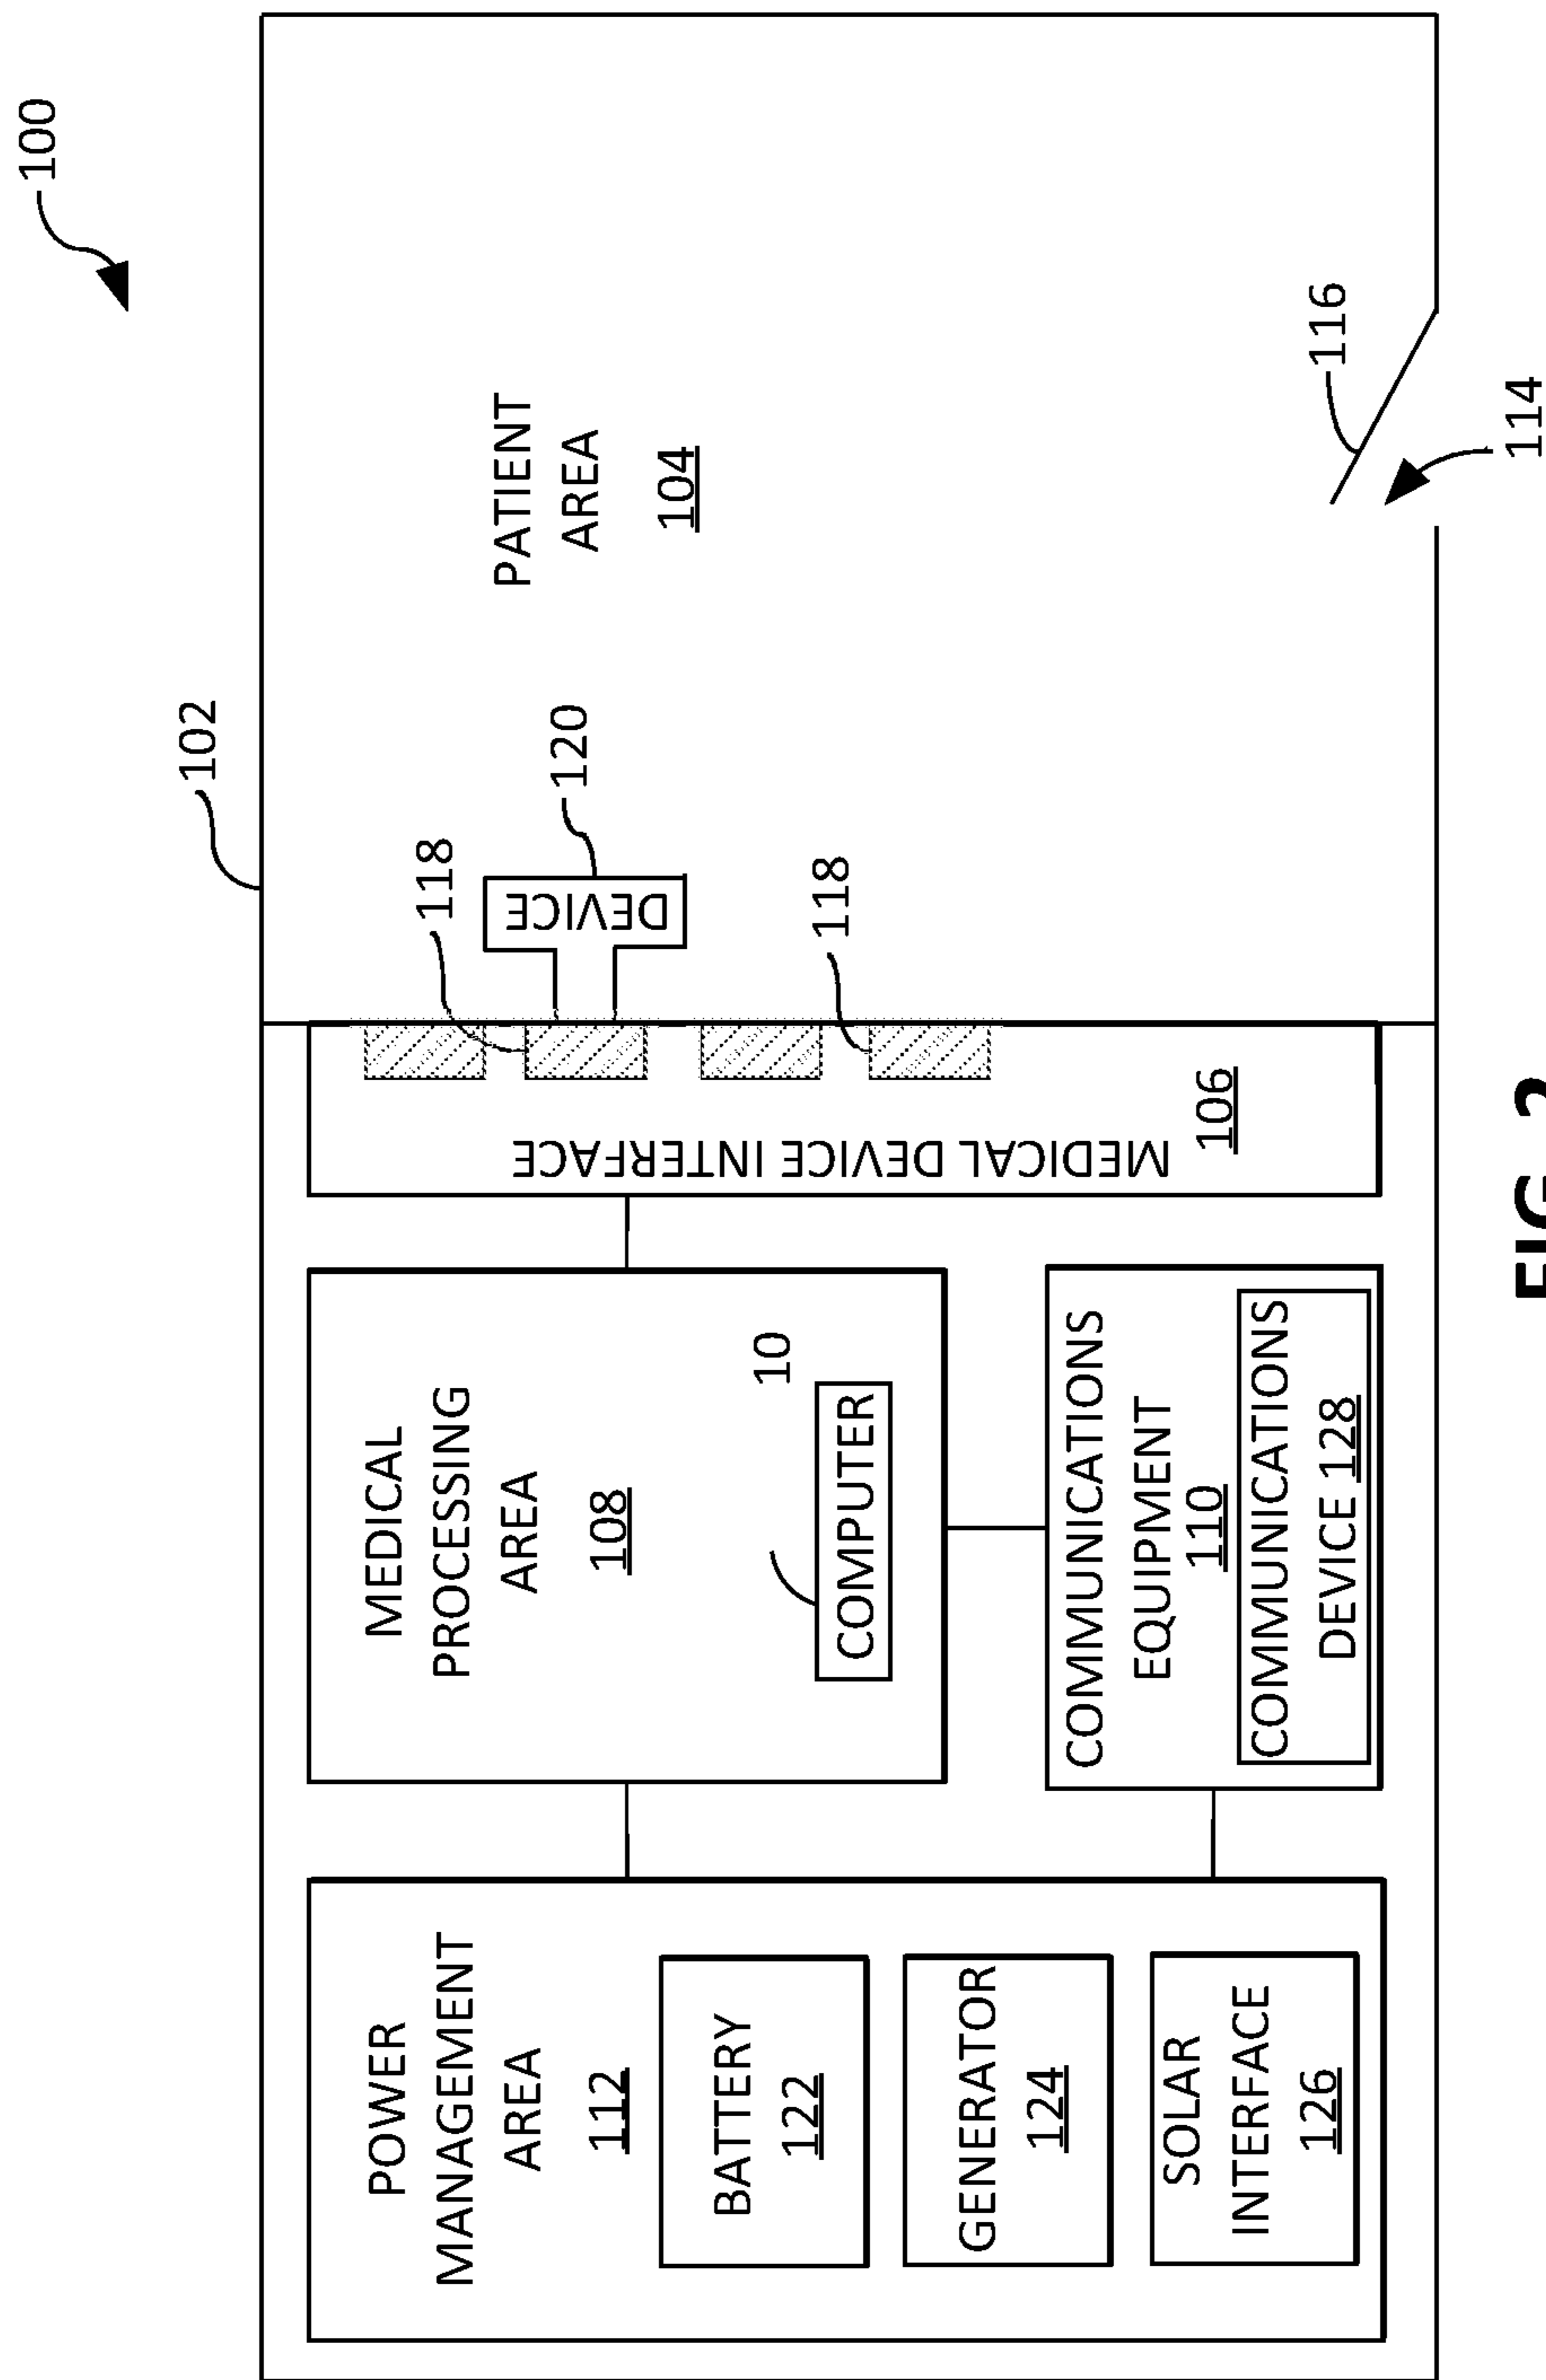 100
102
POWER
MANAGEMENT
AREA
112
BATTERY
122
GENERATOR
124
SOLAR
INTERFACE
126
MEDICAL
PROCESSING
AREA
108
10
COMPUTER
COMMUNICATIONS
EQUIPMENT
110
COMMUNICATIONS
DEVICE 128
MEDICAL DEVICE INTERFACE
106
118
DEVICE
120
118
PATIENT
AREA
104
116
114
FIG. 2